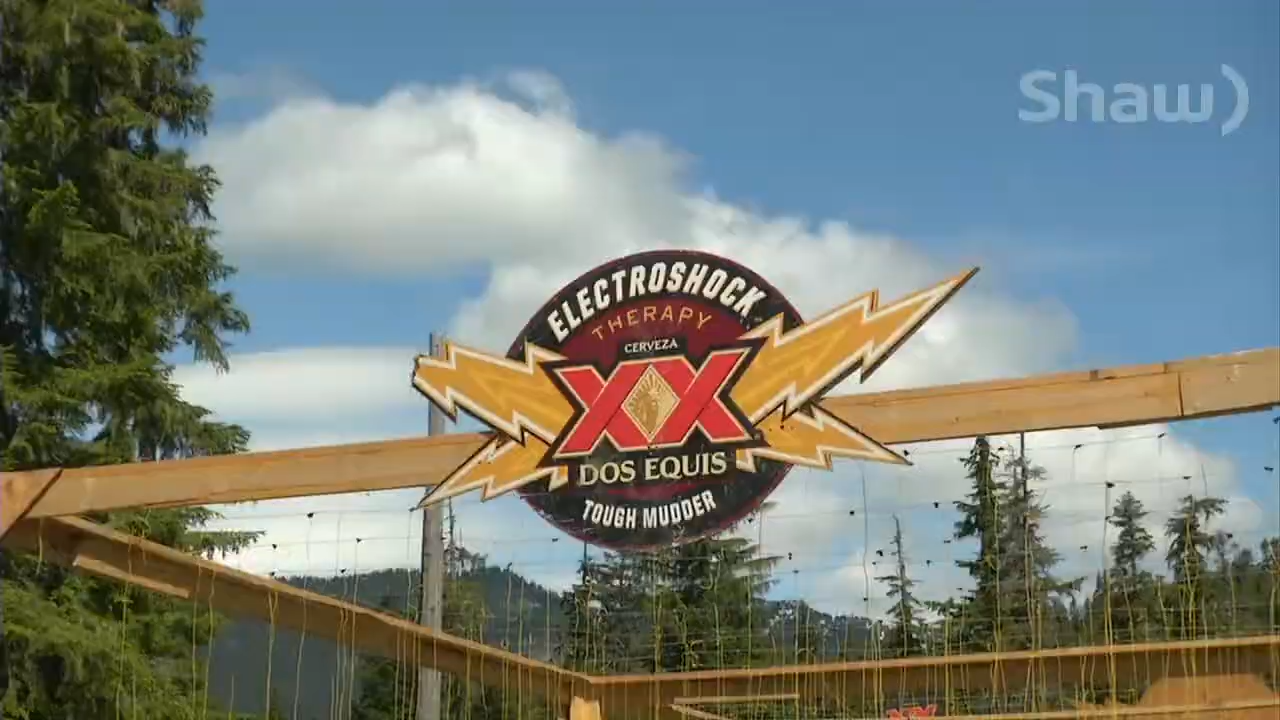 Shaw)
ELECTROSHOCK
THERAPY
CERVEZA
XX
DOS EQUIS
TOUGH MUDDER